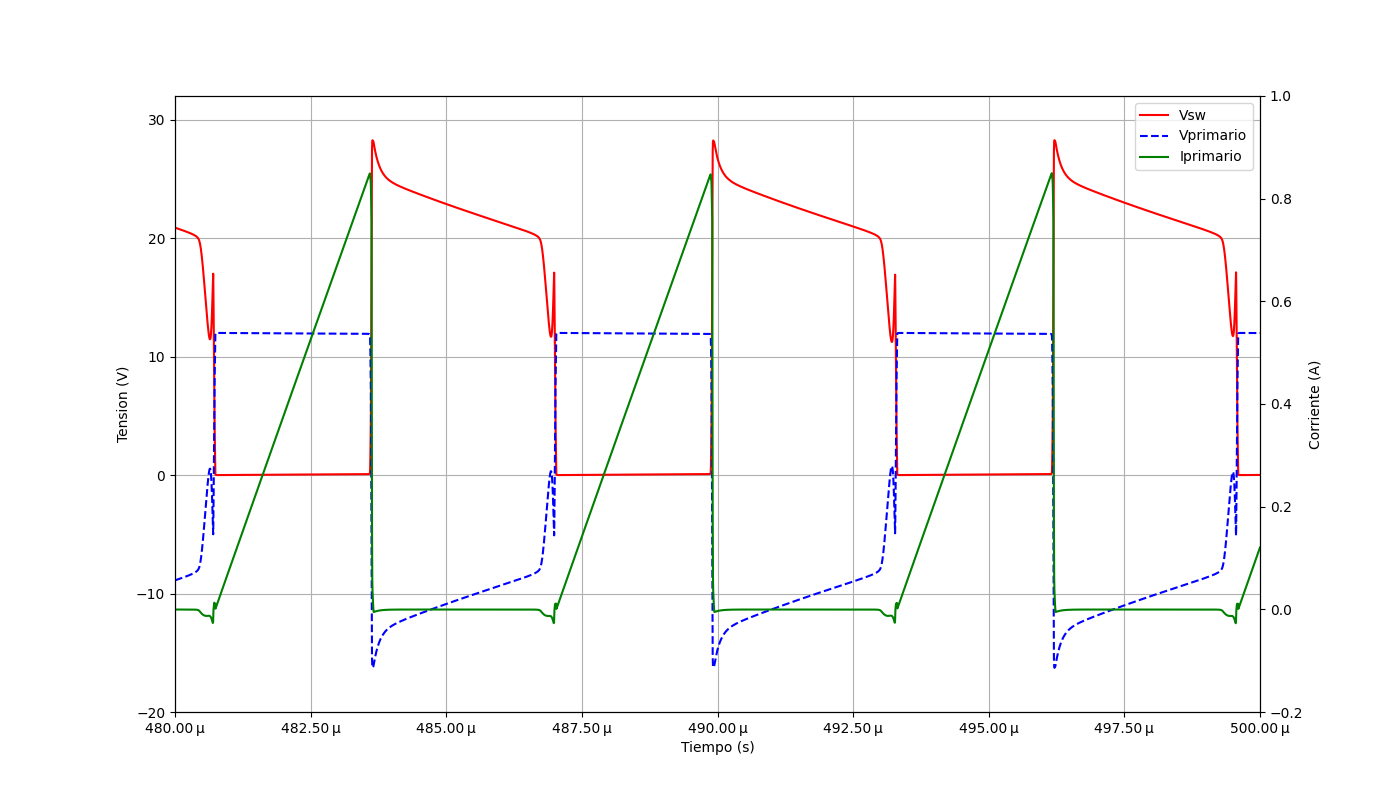 Vsw
Vprimario
Iprimario
30
20
10
0
−10
−20
Tension (V)
1.0
0.8
0.6
0.4
0.2
0.0
−0.2
Corriente (A)
480.00 µ 482.50 µ 485.00 µ 487.50 µ 490.00 µ 492.50 µ 495.00 µ 497.50 µ 500.00 µ
Tiempo (s)